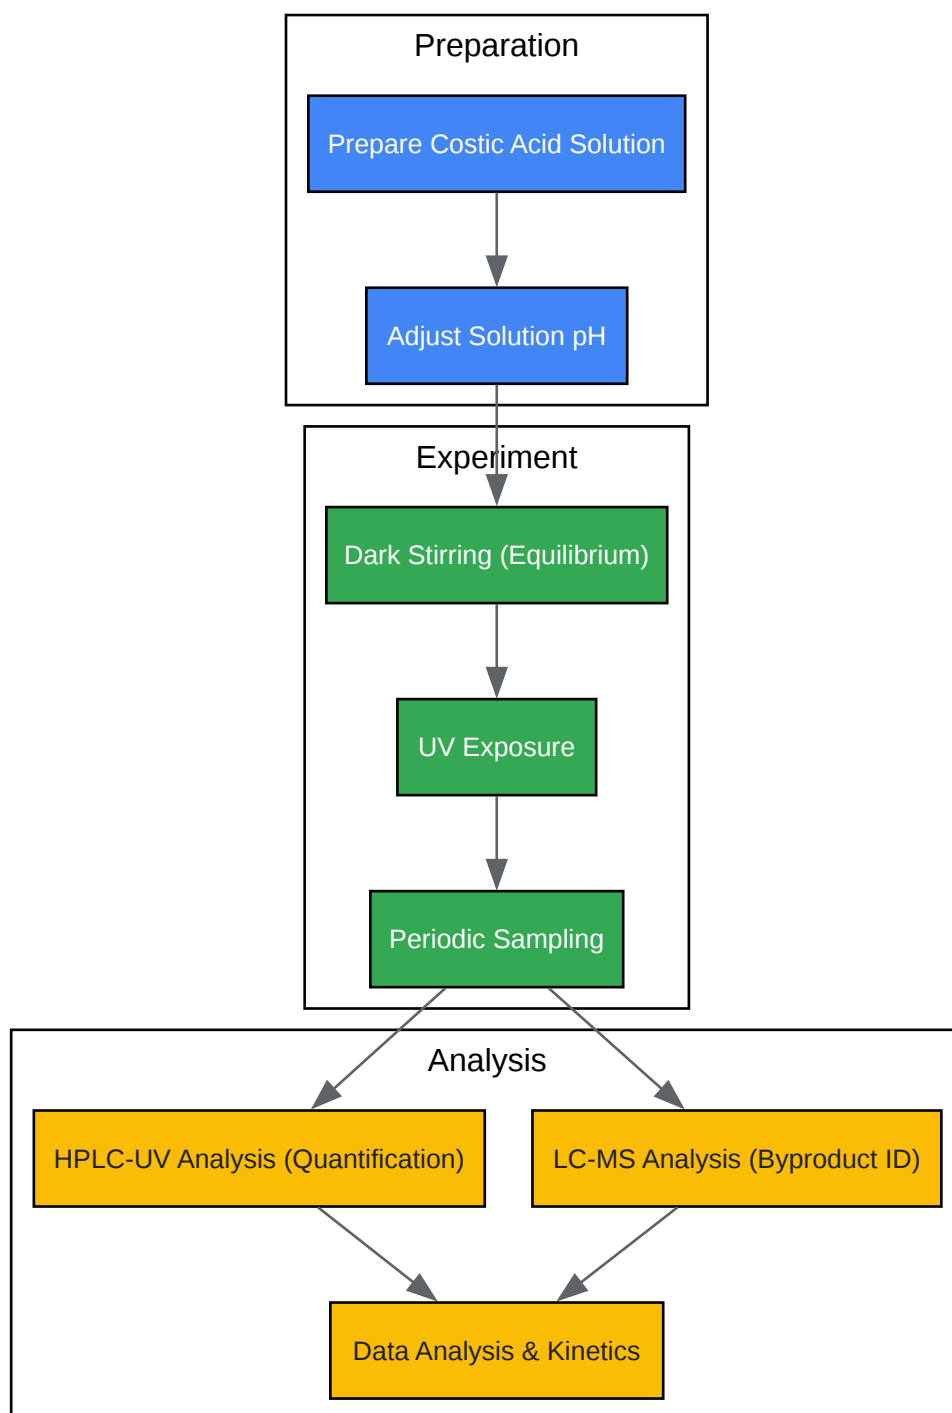 Preparation
Prepare Costic Acid Solution
Adjust Solution pH
Experiment
Dark Stirring (Equilibrium)
UV Exposure
Periodic Sampling
Analysis
HPLC-UV Analysis (Quantification)
LC-MS Analysis (Byproduct ID)
Data Analysis & Kinetics